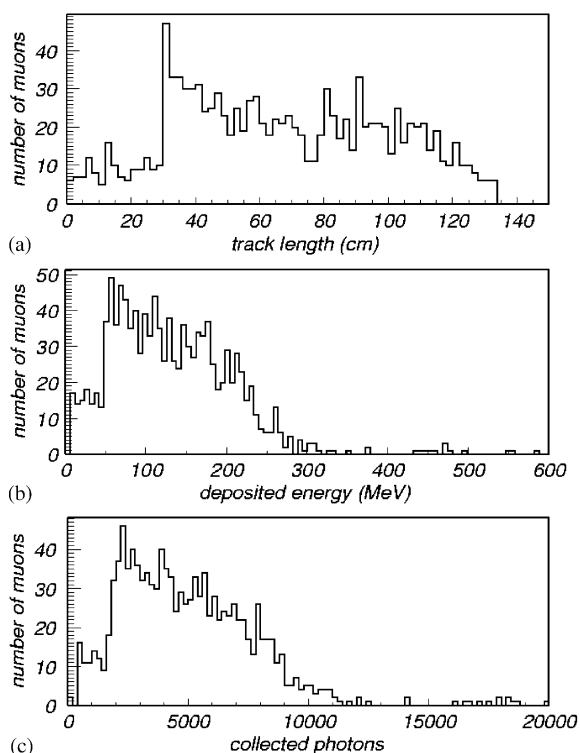 number of muons
40
30
20
10
0
0 20 40 60 80 100 120 140
(a) track length (cm)
number of muons
50
40
30
20
10
0
0 100 200 300 400 500 600
(b) deposited energy (MeV)
number of muons
40
30
20
10
0
0 5000 10000 15000 20000
(c) collected photons